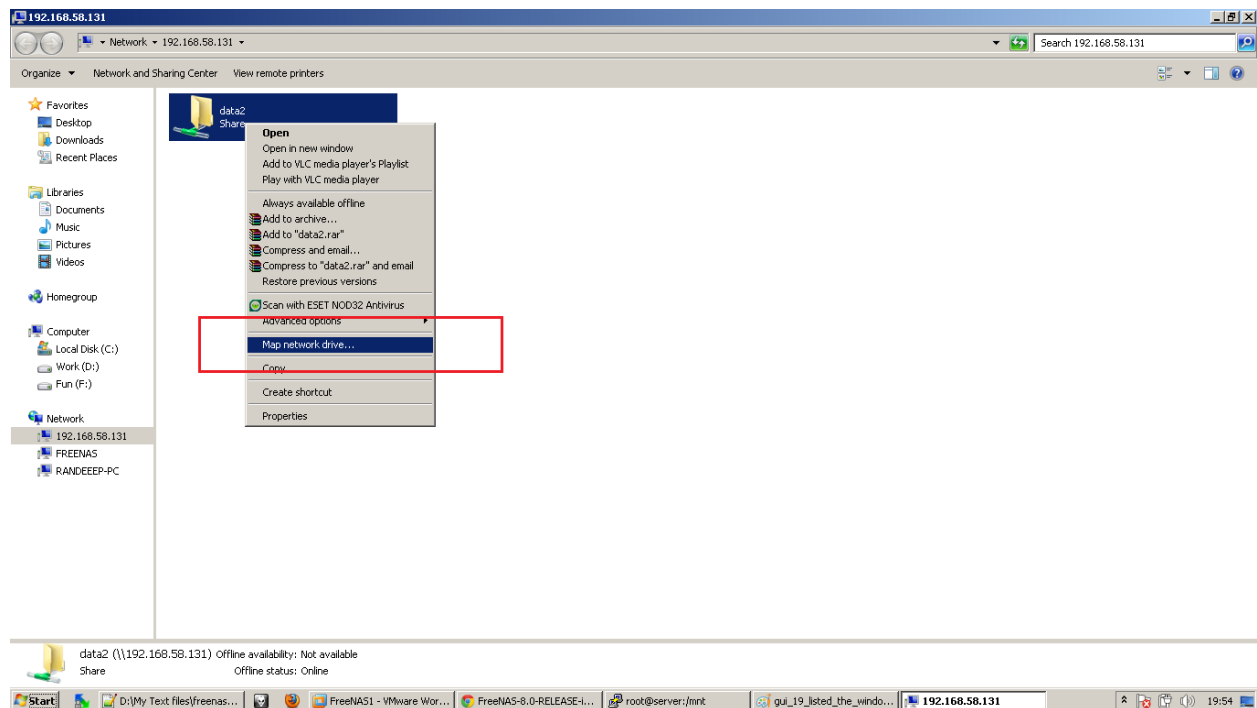 192.168.58.131
Network 192.168.58.131
Search 192.168.58.131
Organize Network and Sharing Center View remote printers
Favorites
Desktop
Downloads
Recent Places
Libraries
Documents
Music
Pictures
Videos
Homegroup
Computer
Local Disk (C:)
Work (D:)
Fun (F:)
Network
192.168.58.131
FREENAS
RANDEEEP-PC
data2
Share
Open
Open in new window
Add to VLC media player's Playlist
Play with VLC media player
Always available offline
Add to archive...
Add to "data2.rar"
Compress and email...
Compress to "data2.rar" and email
Restore previous versions
Scan with ESET NOD32 Antivirus
Advanced options
Map network drive...
Copy
Create shortcut
Properties
data2 (\\192.168.58.131) Offline availability: Not available
Share Offline status: Online
Start D:\My Text files\freenas... FreeNAS1 - VMware Wor... FreeNAS-8.0-RELEASE-i... root@server:/mnt gui_19_listed_the_windo... 192.168.58.131 19:54